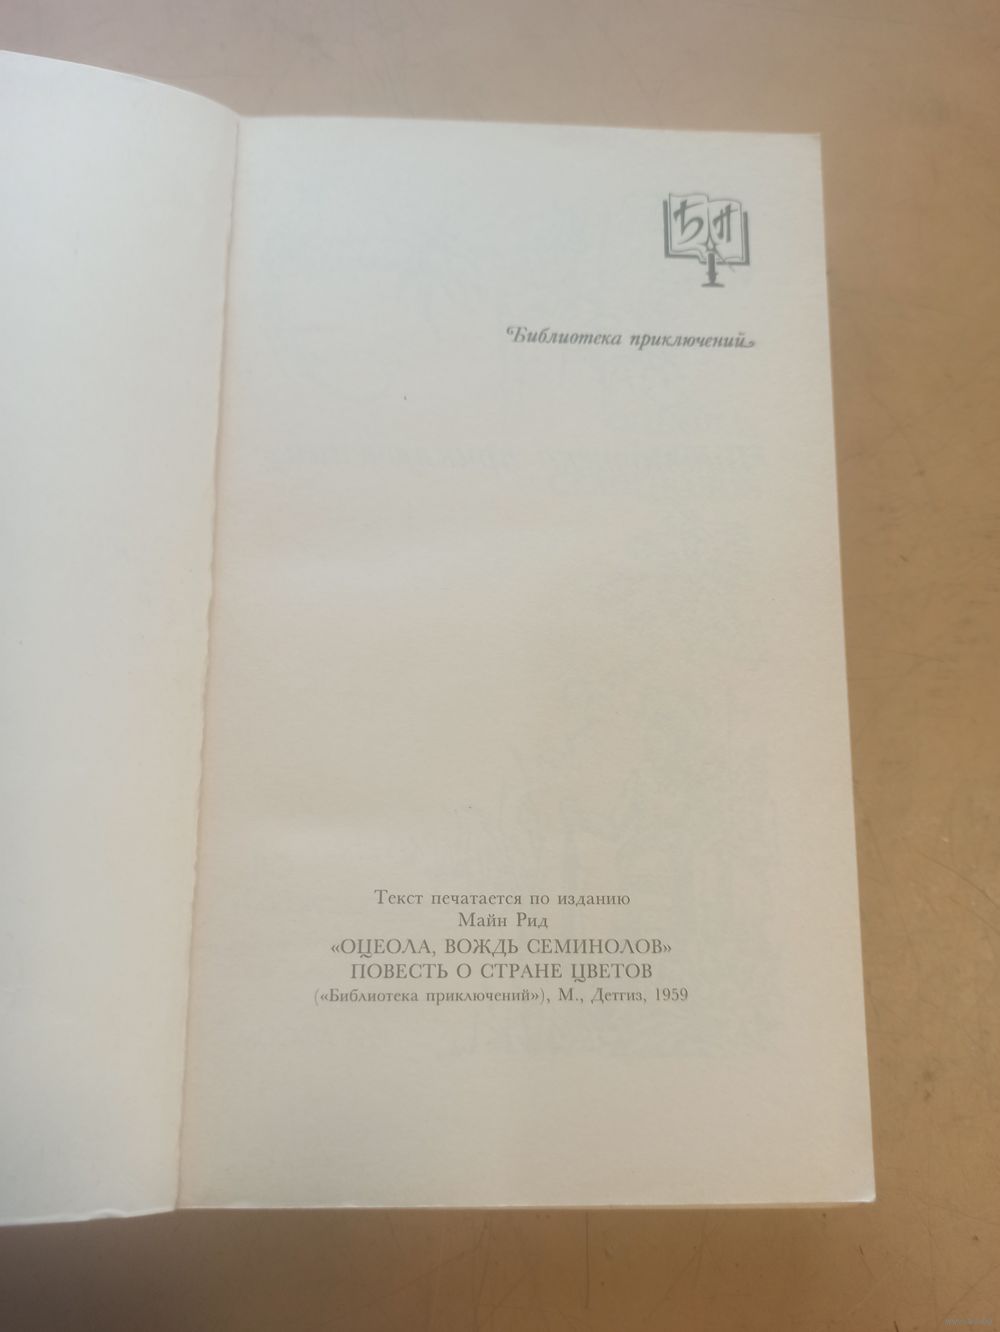 Б П
Библиотека приключений
Текст печатается по изданию
Майн Рид
«ОЦЕОЛА, ВОЖДЬ СЕМИНОЛОВ»
ПОВЕСТЬ О СТРАНЕ ЦВЕТОВ
(«Библиотека приключений»), М., Детгиз, 1959